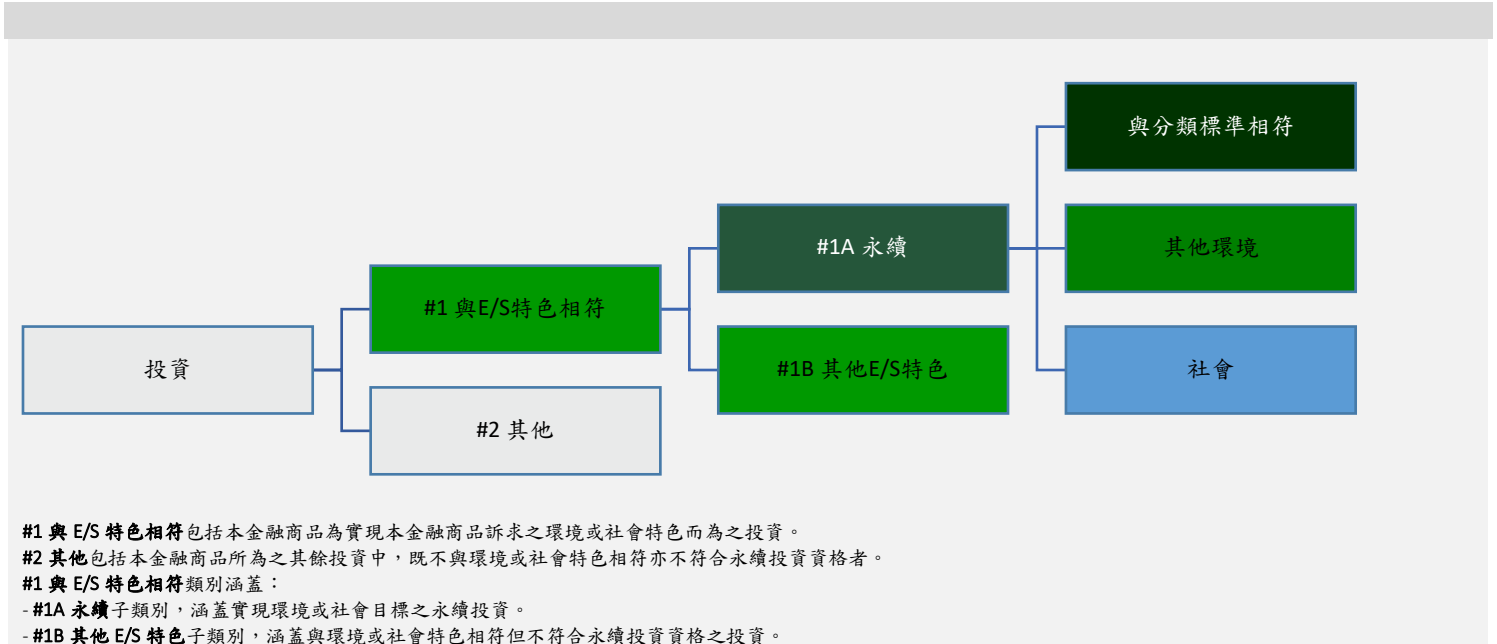 與分類標準相符
#1A 永續
其他環境
#1 與E/S特色相符
投資
#1B 其他E/S特色
社會
#2 其他
#1 與 E/S 特色相符包括本金融商品為實現本金融商品訴求之環境或社會特色而為之投資。
#2 其他包括本金融商品所為之其餘投資中，既不與環境或社會特色相符亦不符合永續投資資格者。
#1 與 E/S 特色相符類別涵蓋：
- #1A 永續子類別，涵蓋實現環境或社會目標之永續投資。
- #1B 其他 E/S 特色子類別，涵蓋與環境或社會特色相符但不符合永續投資資格之投資。